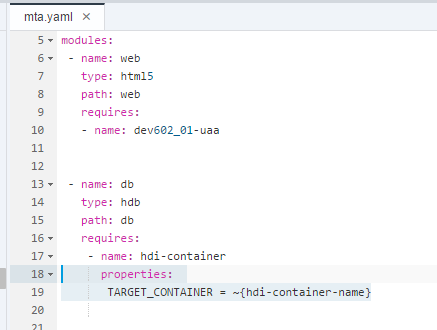 mta.yaml ×
5 modules:
6 - name: web
7 type: html5
8 path: web
9 requires:
10 - name: dev602_01-uaa
11
12
13 - name: db
14 type: hdb
15 path: db
16 requires:
17 - name: hdi-container
18 properties:
19 TARGET_CONTAINER = ~{hdi-container-name}
20
21